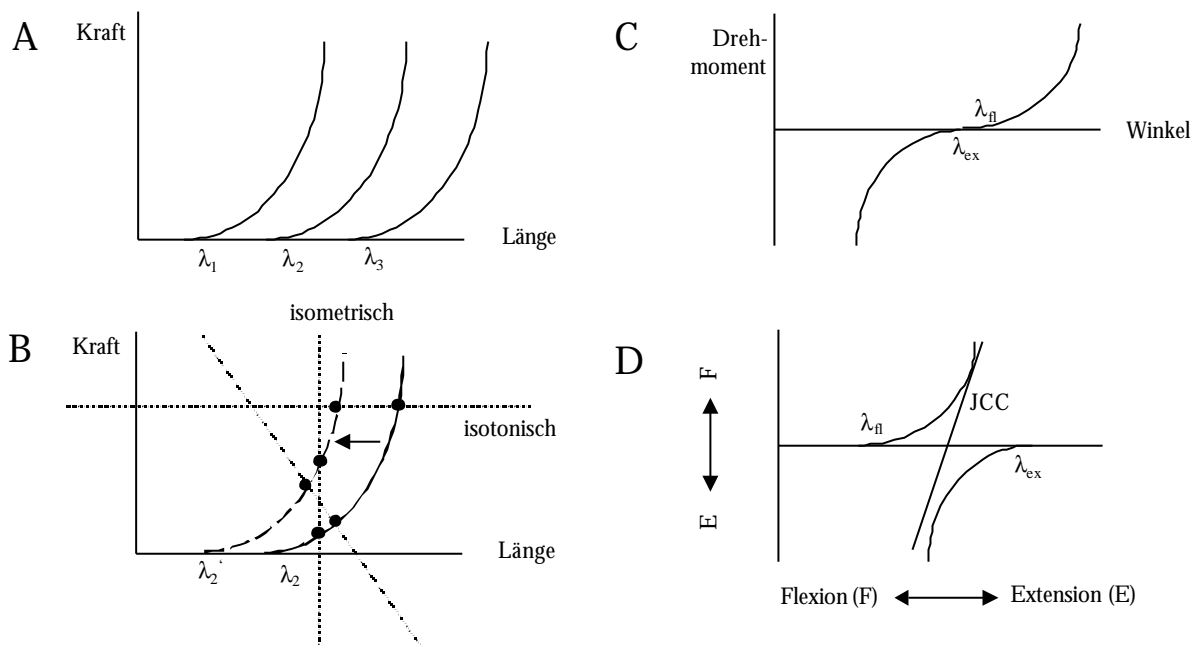 A
Kraft
λ1
λ2
λ3
Länge
isometrisch
B
Kraft
isotonisch
λ2'
λ2
Länge
C
Dreh-
moment
λfl
λex
Winkel
D
F
E
λfl
JCC
λex
Flexion (F)
Extension (E)